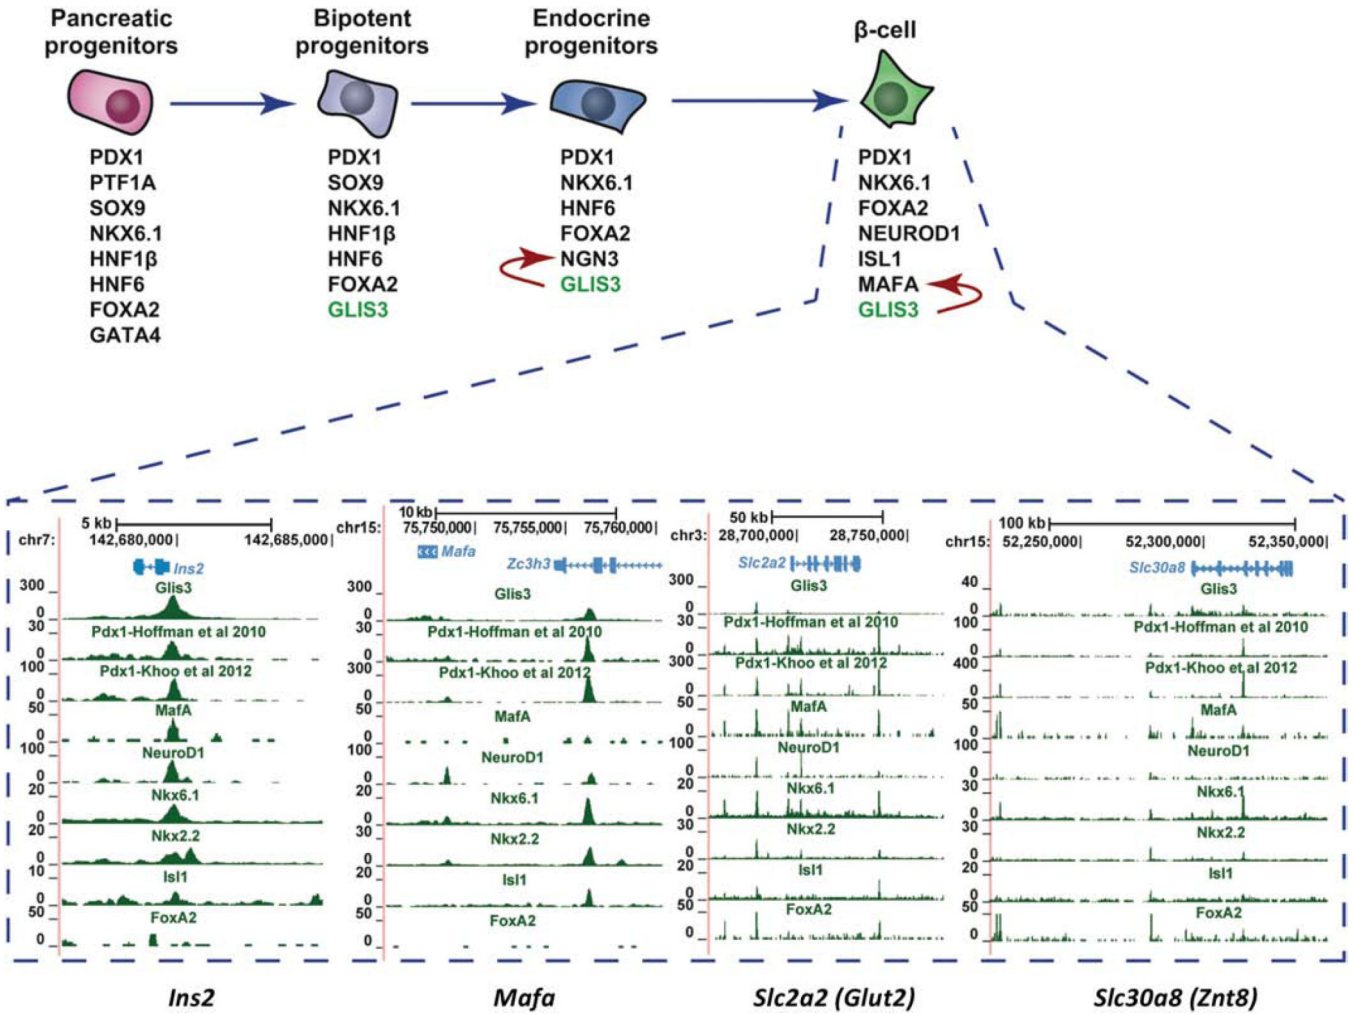 Pancreatic
progenitors
Bipotent
progenitors
Endocrine
progenitors
β-cell
PDX1
PTF1A
SOX9
NKX6.1
HNF1β
HNF6
FOXA2
GATA4
PDX1
SOX9
NKX6.1
HNF1β
HNF6
FOXA2
GLIS3
PDX1
NKX6.1
HNF6
FOXA2
NGN3
GLIS3
PDX1
NKX6.1
FOXA2
NEUROD1
ISL1
MAFA
GLIS3
5 kb
chr7: 142,680,000| 142,685,000|
Ins2
Glis3
300
0
Pdx1-Hoffman et al 2010
30
0
Pdx1-Khoo et al 2012
100
0
MafA
50
0
NeuroD1
100
0
Nkx6.1
20
0
Nkx2.2
20
0
Isl1
10
0
FoxA2
50
0
Ins2
10 kb
chr15: 75,750,000| 75,755,000| 75,760,000|
Mafa
Zc3h3
Glis3
300
0
Pdx1-Hoffman et al 2010
30
0
Pdx1-Khoo et al 2012
300
0
MafA
50
0
NeuroD1
100
0
Nkx6.1
20
0
Nkx2.2
30
0
Isl1
20
0
FoxA2
50
0
Mafa
50 kb
chr3: 28,700,000| 28,750,000|
Slc2a2
Glis3
300
0
Pdx1-Hoffman et al 2010
30
0
Pdx1-Khoo et al 2012
300
0
MafA
50
0
NeuroD1
100
0
Nkx6.1
20
0
Nkx2.2
30
0
Isl1
20
0
FoxA2
50
0
Slc2a2 (Glut2)
100 kb
chr15: 52,250,000| 52,300,000| 52,350,000|
Slc30a8
Glis3
40
0
Pdx1-Hoffman et al 2010
100
0
Pdx1-Khoo et al 2012
400
0
MafA
50
0
NeuroD1
100
0
Nkx6.1
20
0
Nkx2.2
30
0
Isl1
20
0
FoxA2
50
0
Slc30a8 (Znt8)